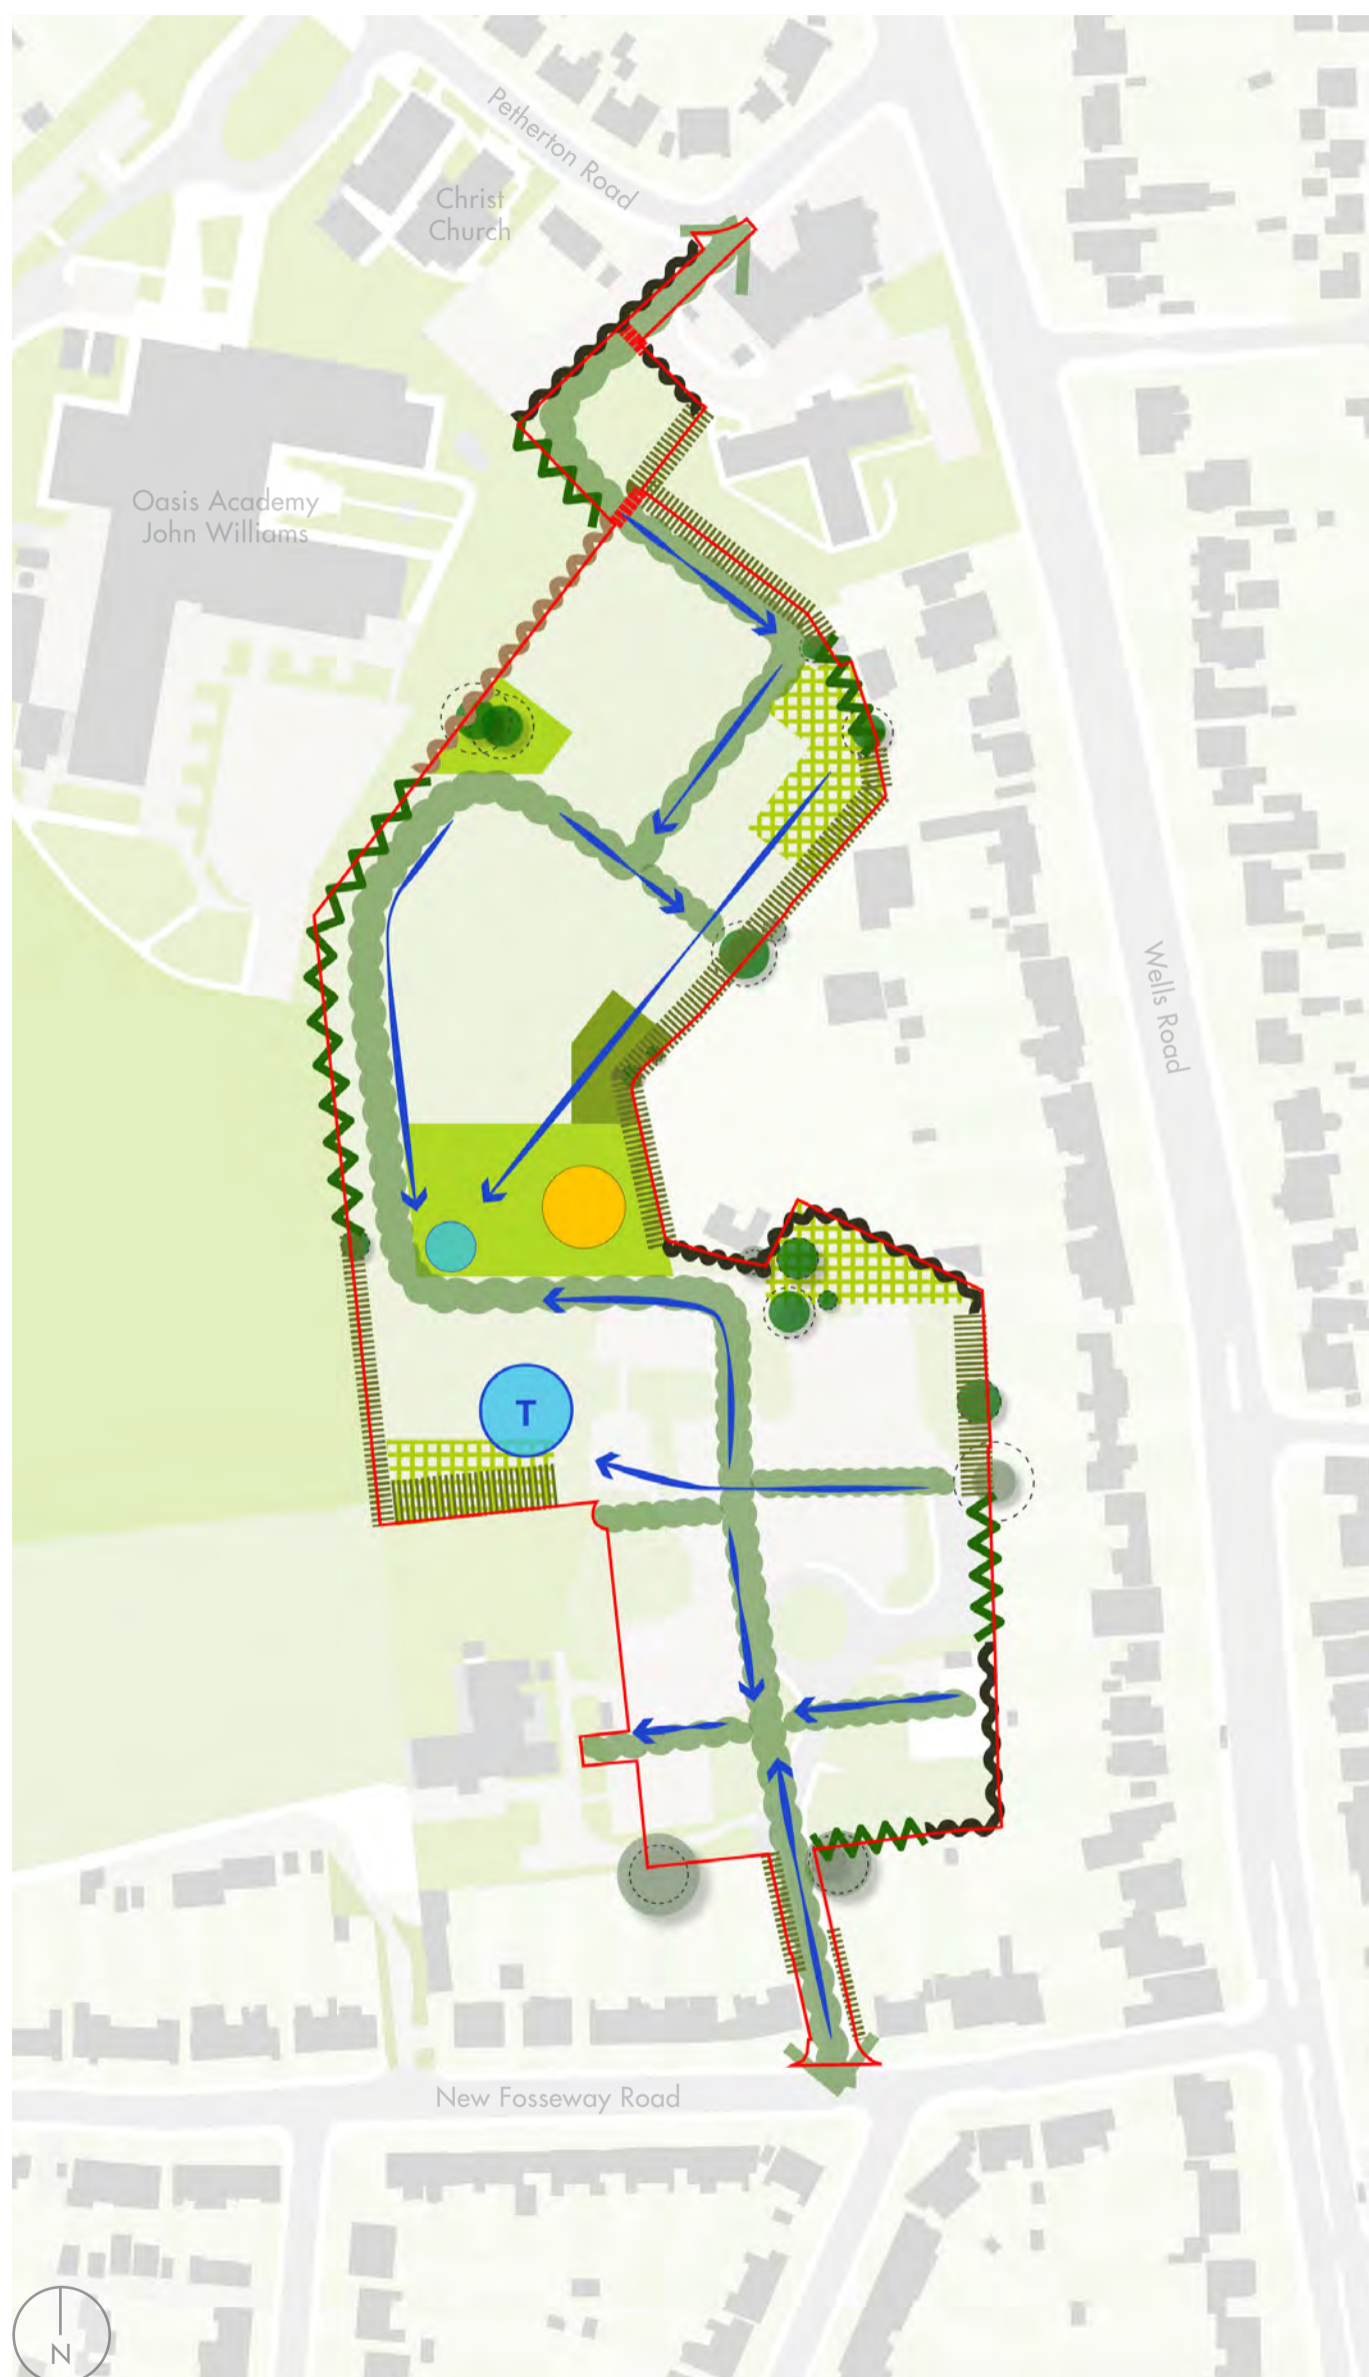 Petherton Road
Christ
Church
Oasis Academy
John Williams
Wells Road
T
New Fosseway Road
N